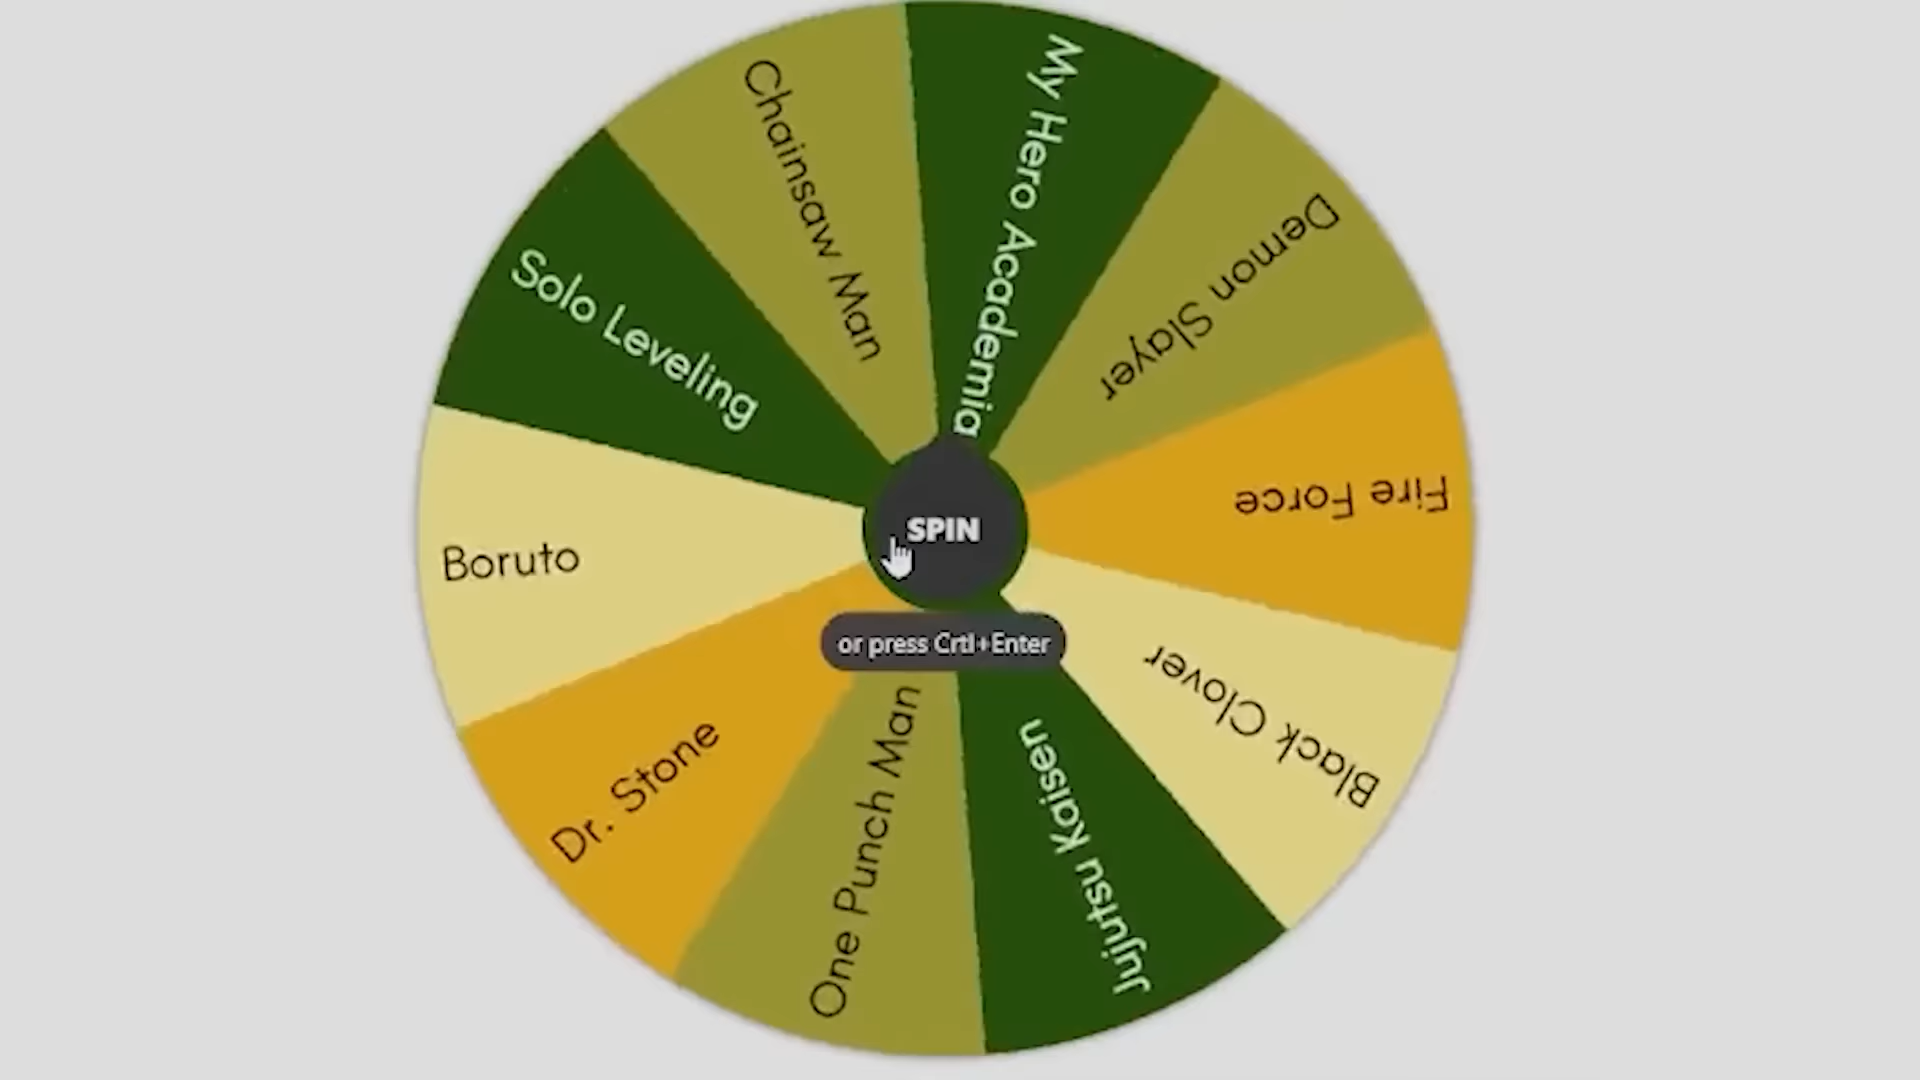 My Hero Academia
Demon Slayer
Fire Force
Black Clover
Jujutsu Kaisen
One Punch Man
Dr. Stone
Boruto
Solo Leveling
Chainsaw Man
SPIN
or press Crtl+Enter